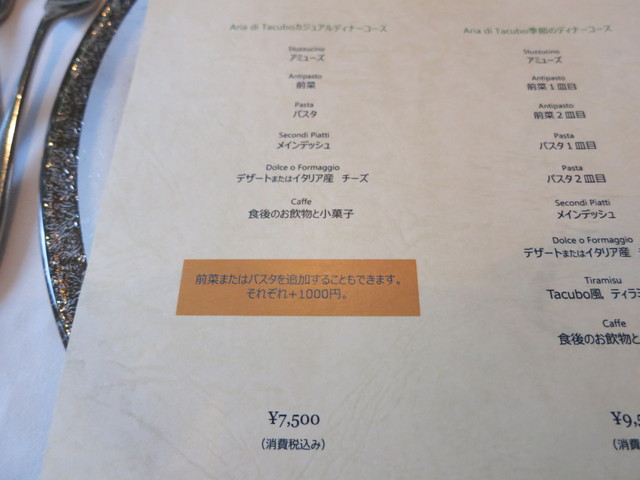 Aria di Tacuboカジュアルディナーコース
Stuzzucino
アミューズ
Antipasto
前菜
Pasta
パスタ
Secondi Piatti
メインデッシュ
Dolce o Formaggio
デザートまたはイタリア産 チーズ
Caffe
食後のお飲物と小菓子
前菜またはパスタを追加することもできます。
それぞれ+1000円。
¥7,500
（消費税込み）
Aria di Tacubo季節のディナーコース
Stuzzucino
アミューズ
Antipasto
前菜1皿目
Antipasto
前菜2皿目
Pasta
パスタ1皿目
Pasta
パスタ2皿目
Secondi Piatti
メインデッシュ
Dolce o Formaggio
デザートまたはイタリア産
Tiramisu
Tacubo風 ティラ
Caffe
食後のお飲物と
¥9,5
（消費